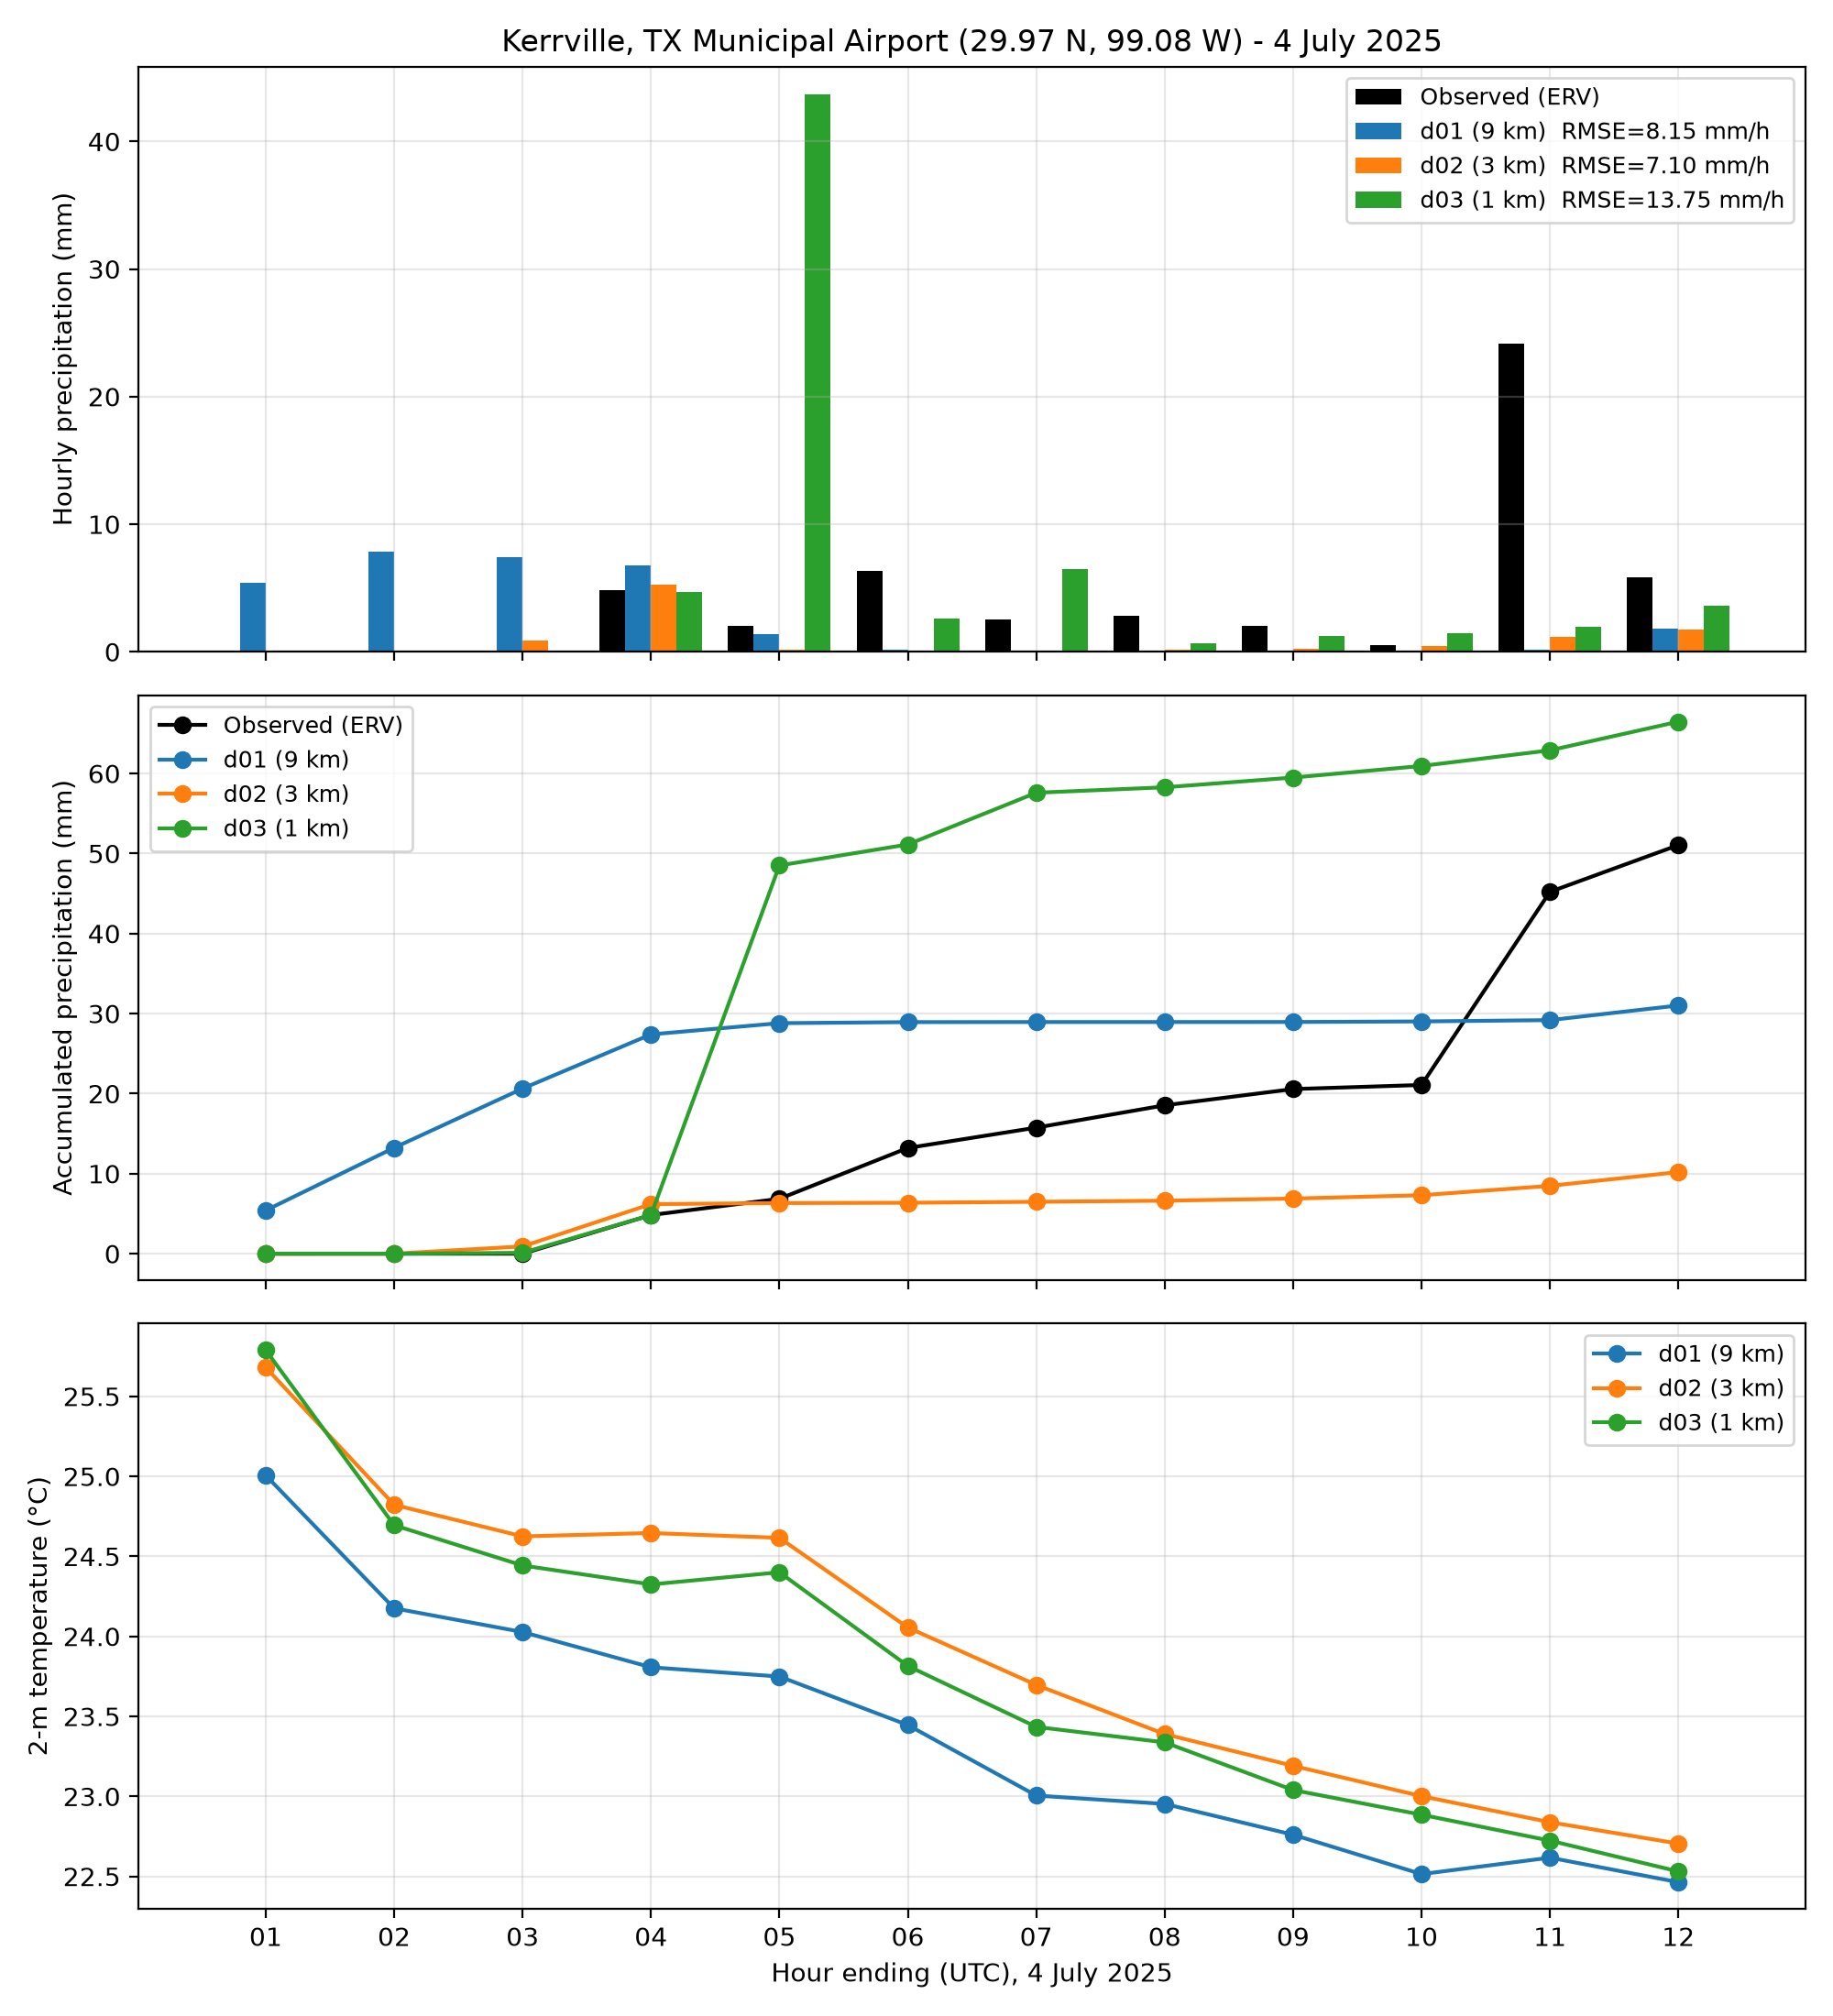 Kerrville, TX Municipal Airport (29.97 N, 99.08 W) - 4 July 2025
Hourly precipitation (mm)
40
30
20
10
0
Observed (ERV)
d01 (9 km)  RMSE=8.15 mm/h
d02 (3 km)  RMSE=7.10 mm/h
d03 (1 km)  RMSE=13.75 mm/h
Accumulated precipitation (mm)
60
50
40
30
20
10
0
Observed (ERV)
d01 (9 km)
d02 (3 km)
d03 (1 km)
2-m temperature (°C)
25.5
25.0
24.5
24.0
23.5
23.0
22.5
d01 (9 km)
d02 (3 km)
d03 (1 km)
01 02 03 04 05 06 07 08 09 10 11 12
Hour ending (UTC), 4 July 2025